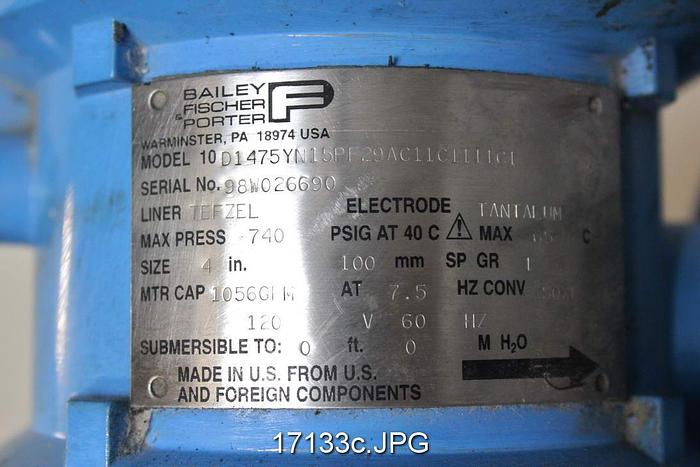 BAILEY
FISCHER
& PORTER
WARMINSTER, PA 18974 USA
MODEL 10 D1475YN15PF29AC11C1111C1
SERIAL No. 98W026690
LINER TEFZEL ELECTRODE TANTALUM
MAX PRESS 740 PSIG AT 40 C MAX C
SIZE 4 in. 100 mm SP GR 1
MTR CAP 1056GPM AT 7.5 HZ CONV
120 V 60 HZ
SUBMERSIBLE TO: 0 ft. 0 M H₂O
MADE IN U.S. FROM U.S.
AND FOREIGN COMPONENTS
17133c.JPG